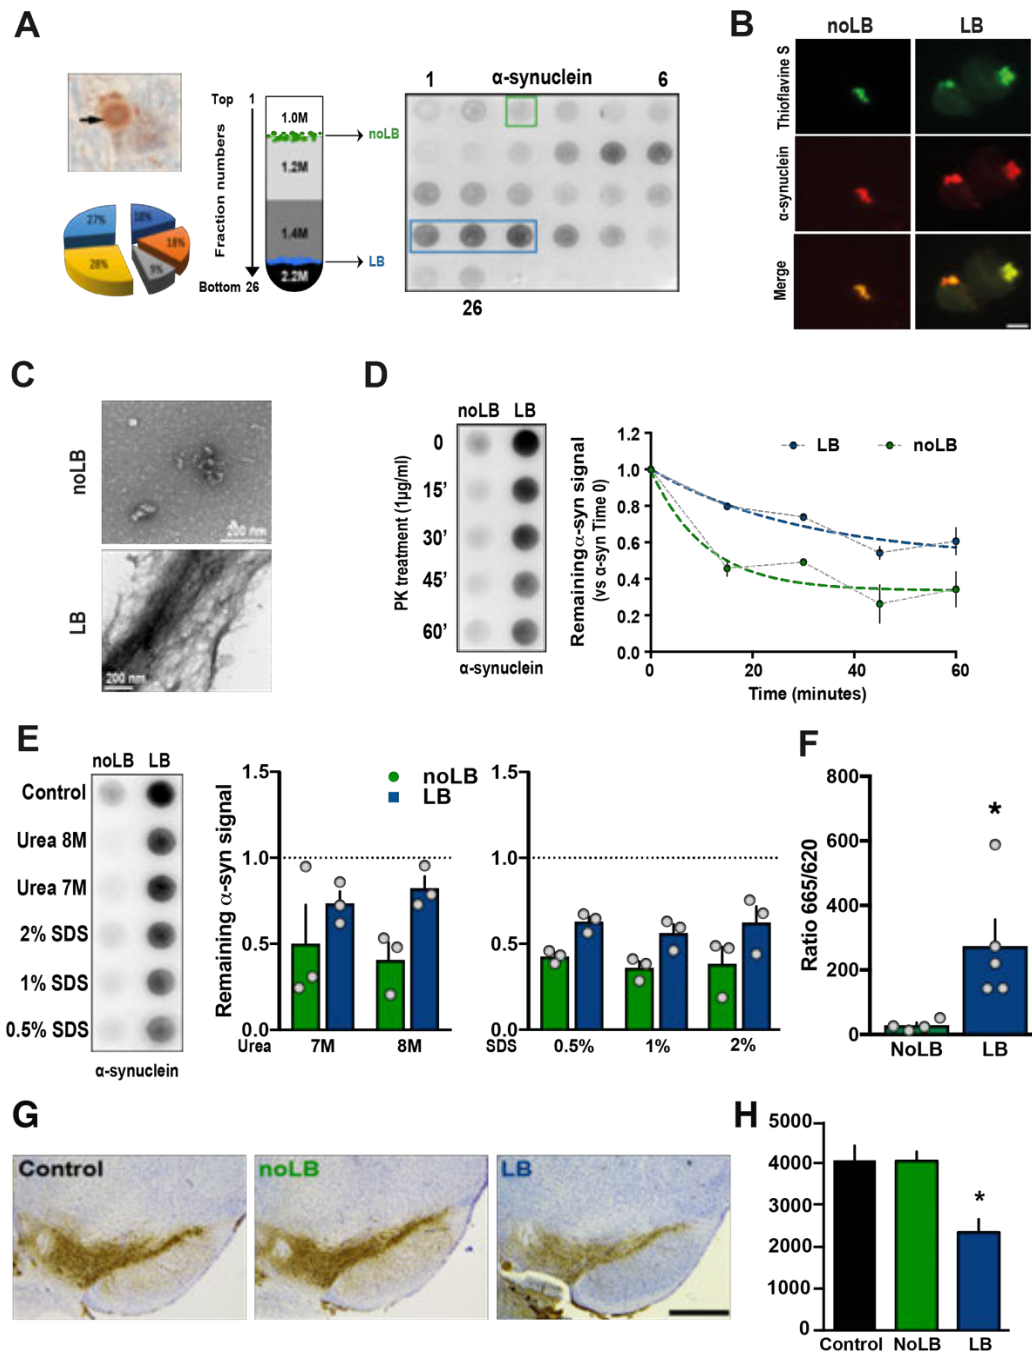 A
Top 1
Fraction numbers
Bottom 26
1.0M
1.2M
1.4M
2.2M
noLB
LB
1 α-synuclein 6
26
27%
18%
18%
9%
28%
B
noLB LB
Thioflavine S
α-synuclein
Merge
C
noLB
200 nm
LB
200 nm
D
noLB LB
PK treatment (1µg/ml)
0
15’
30’
45’
60’
α-synuclein
Remaining α-syn signal
(vs α-syn Time 0)
LB noLB
1.2
1.0
0.8
0.6
0.4
0.2
0.0
0 20 40 60
Time (minutes)
E
noLB LB
Control
Urea 8M
Urea 7M
2% SDS
1% SDS
0.5% SDS
α-synuclein
Remaining α-syn signal
1.5
1.0
0.5
0.0
Urea 7M 8M
noLB
LB
1.5
1.0
0.5
0.0
SDS 0.5% 1% 2%
F
Ratio 665/620
800
600
400
200
0
*
NoLB LB
G
Control noLB LB
H
5000
4000
3000
2000
1000
0
*
Control NoLB LB